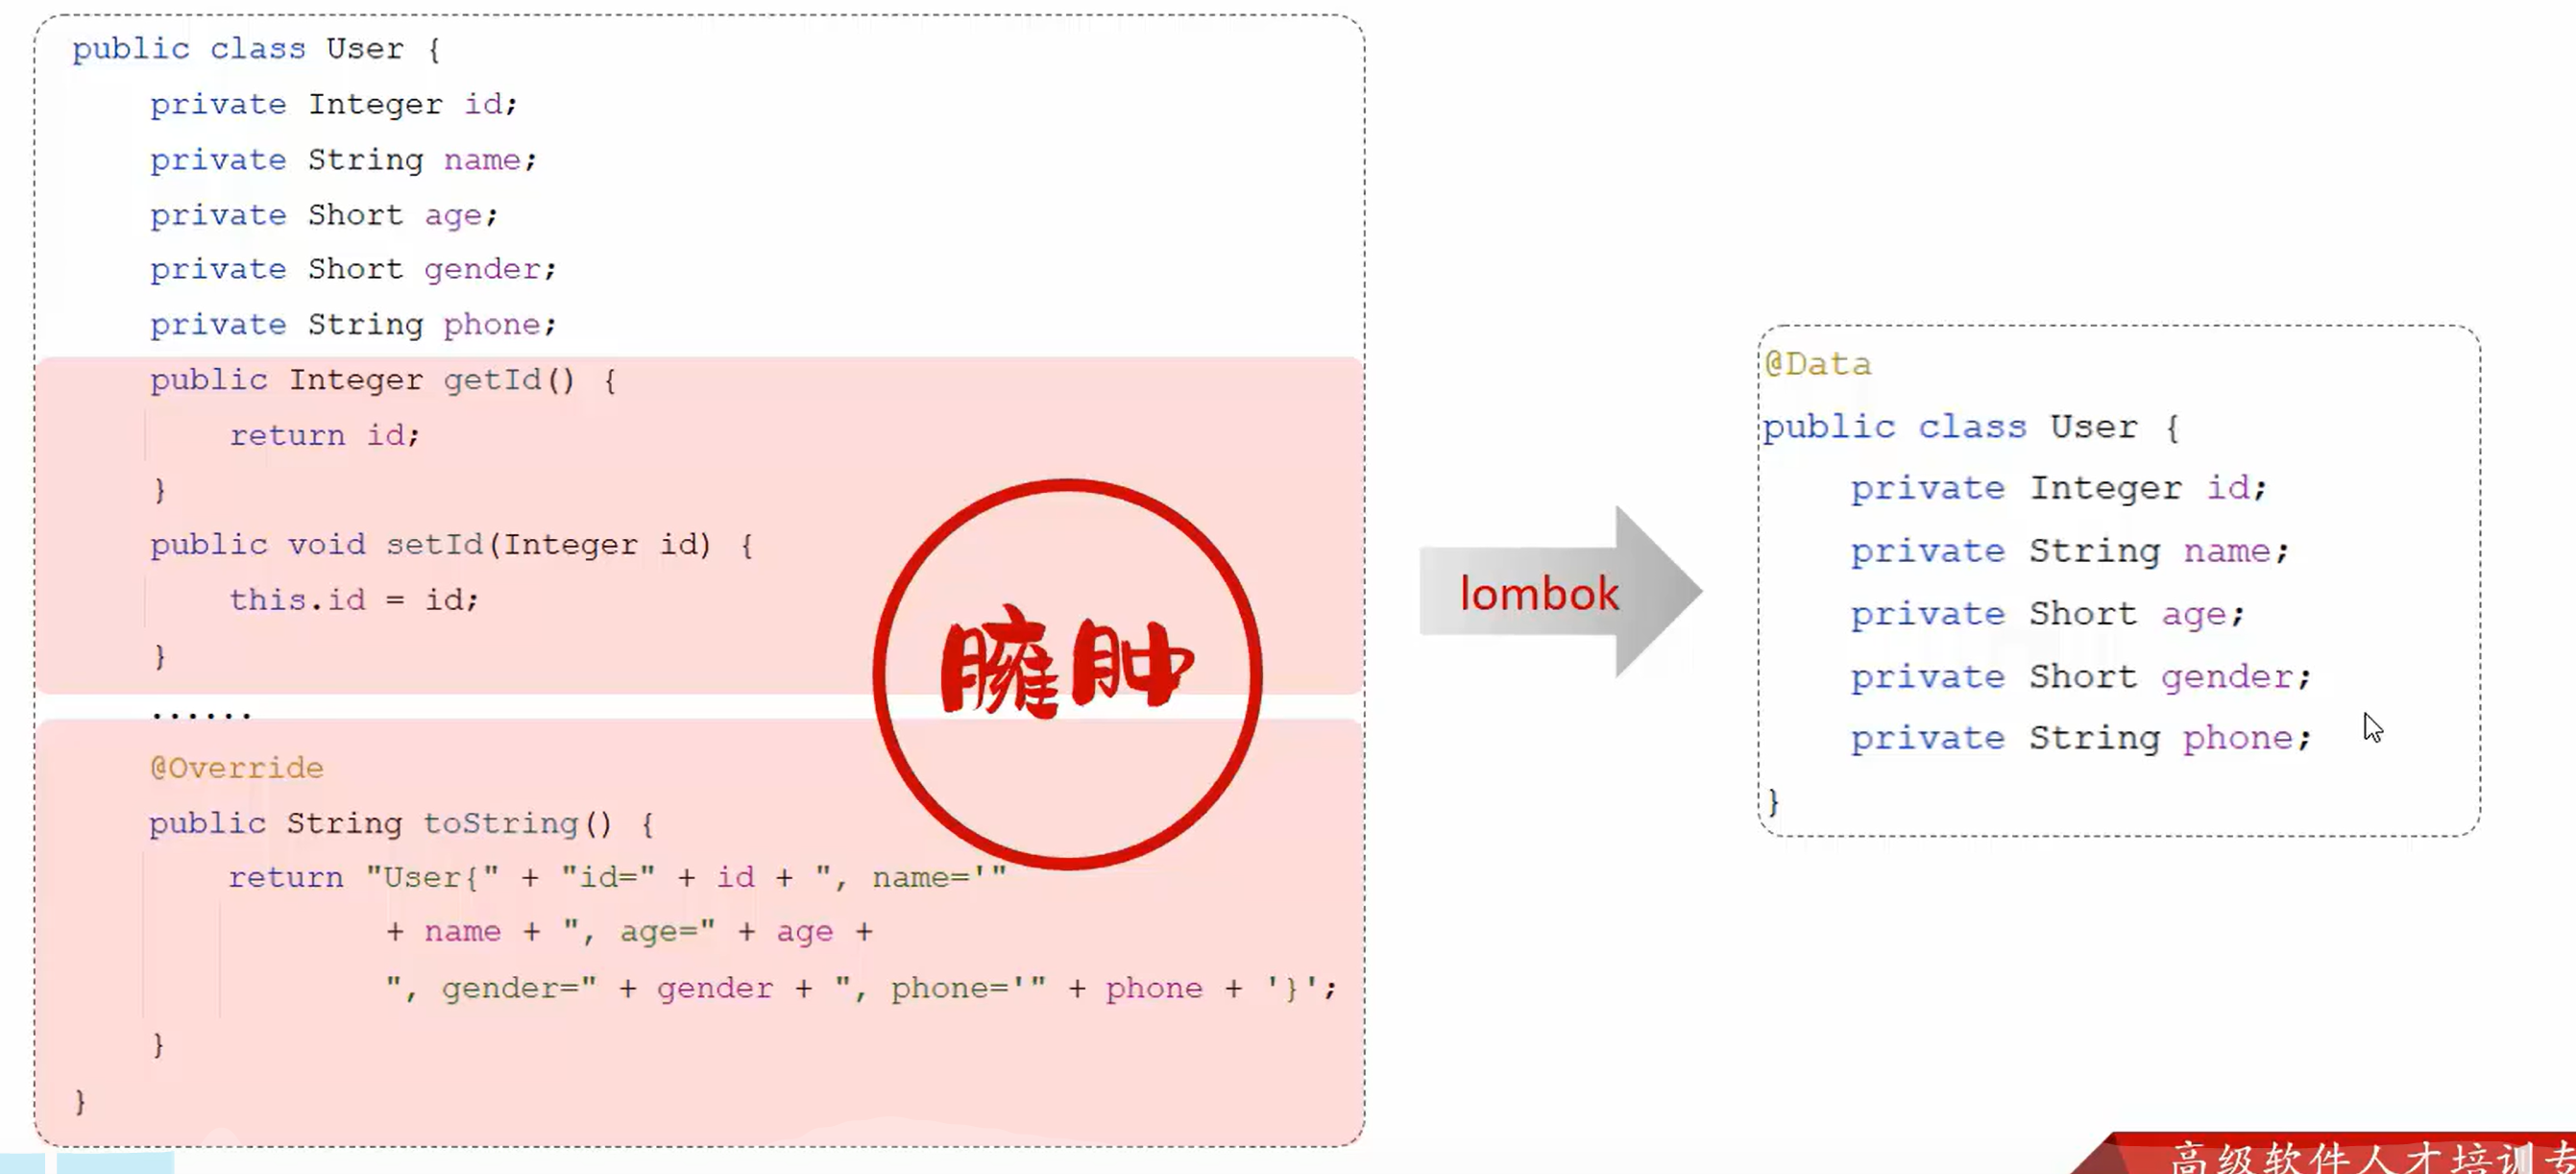 public class User {
    private Integer id;
    private String name;
    private Short age;
    private Short gender;
    private String phone;
    public Integer getId() {
        return id;
    }
    public void setId(Integer id) {
        this.id = id;
    }
    ......
    @Override
    public String toString() {
        return "User{" + "id=" + id + ", name='"
                + name + ", age=" + age +
                ", gender=" + gender + ", phone='" + phone + '}';
    }
}
臃肿
lombok
@Data
public class User {
    private Integer id;
    private String name;
    private Short age;
    private Short gender;
    private String phone;
}
高级软件人才培训专